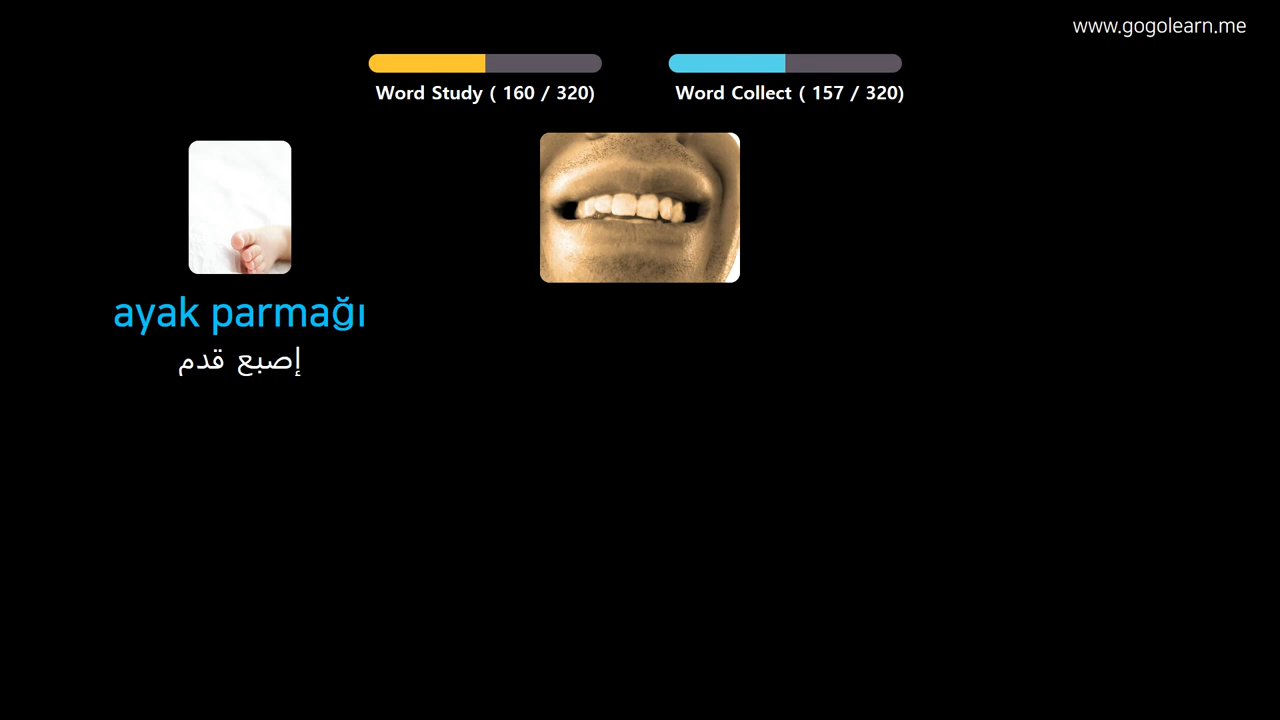 www.gogolearn.me
Word Study ( 160 / 320)
Word Collect ( 157 / 320)
ayak parmağı
إصبع قدم